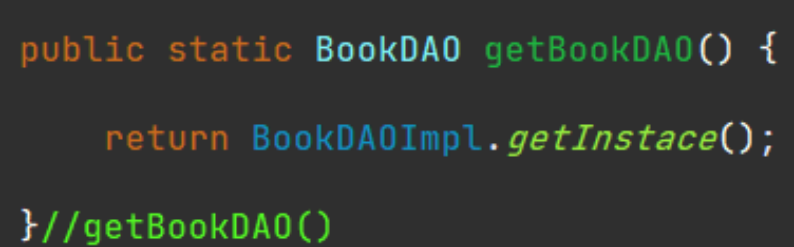 public static BookDAO getBookDAO() {
return BookDAOImpl.getInstace();
}//getBookDAO()